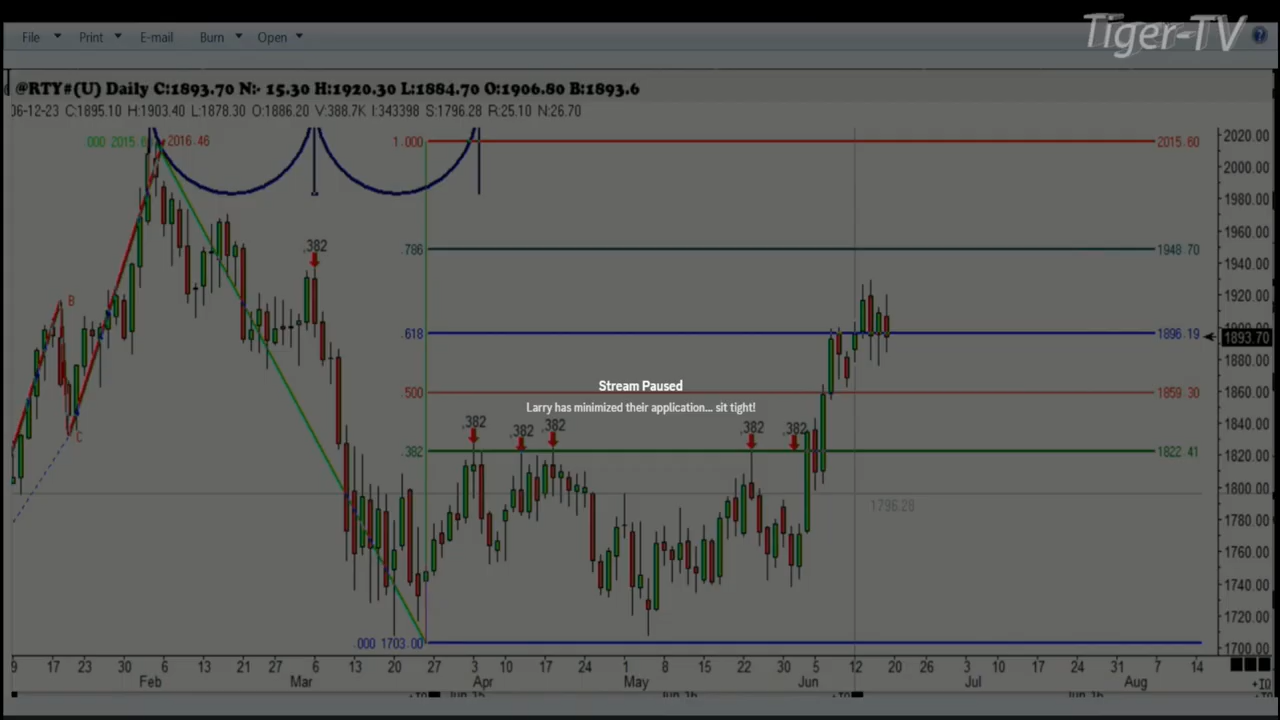 File Print E-mail Burn Open
Tiger-TV
@RTY#(U) Daily C:1893.70 N:- 15.30 H:1920.30 L:1884.70 O:1906.80 B:1893.6
06-12-23 C:1895.10 H:1903.40 L:1878.30 O:1886.20 V:388.7K I:343398 S:1796.28 R:25.10 N:26.70
2020.00
2016.46
1.000
2015.60
2000.00
1980.00
1960.00
.382
.786
1948.70
1940.00
B
1920.00
.618
1896.19
1893.70
1880.00
Stream Paused
.500
1859.30
1860.00
Larry has minimized their application... sit tight!
C
.382 .382 .382 .382 .382
1840.00
.382
1822.41
1820.00
1800.00
1796.28
1780.00
1760.00
1740.00
1720.00
.000 1703.00
1700.00
9 17 23 30 6 13 21 27 6 13 20 27 3 10 17 24 1 8 15 22 30 5 12 20 26 3 10 17 24 31 7 14
Feb Mar Apr May Jun Jul Aug